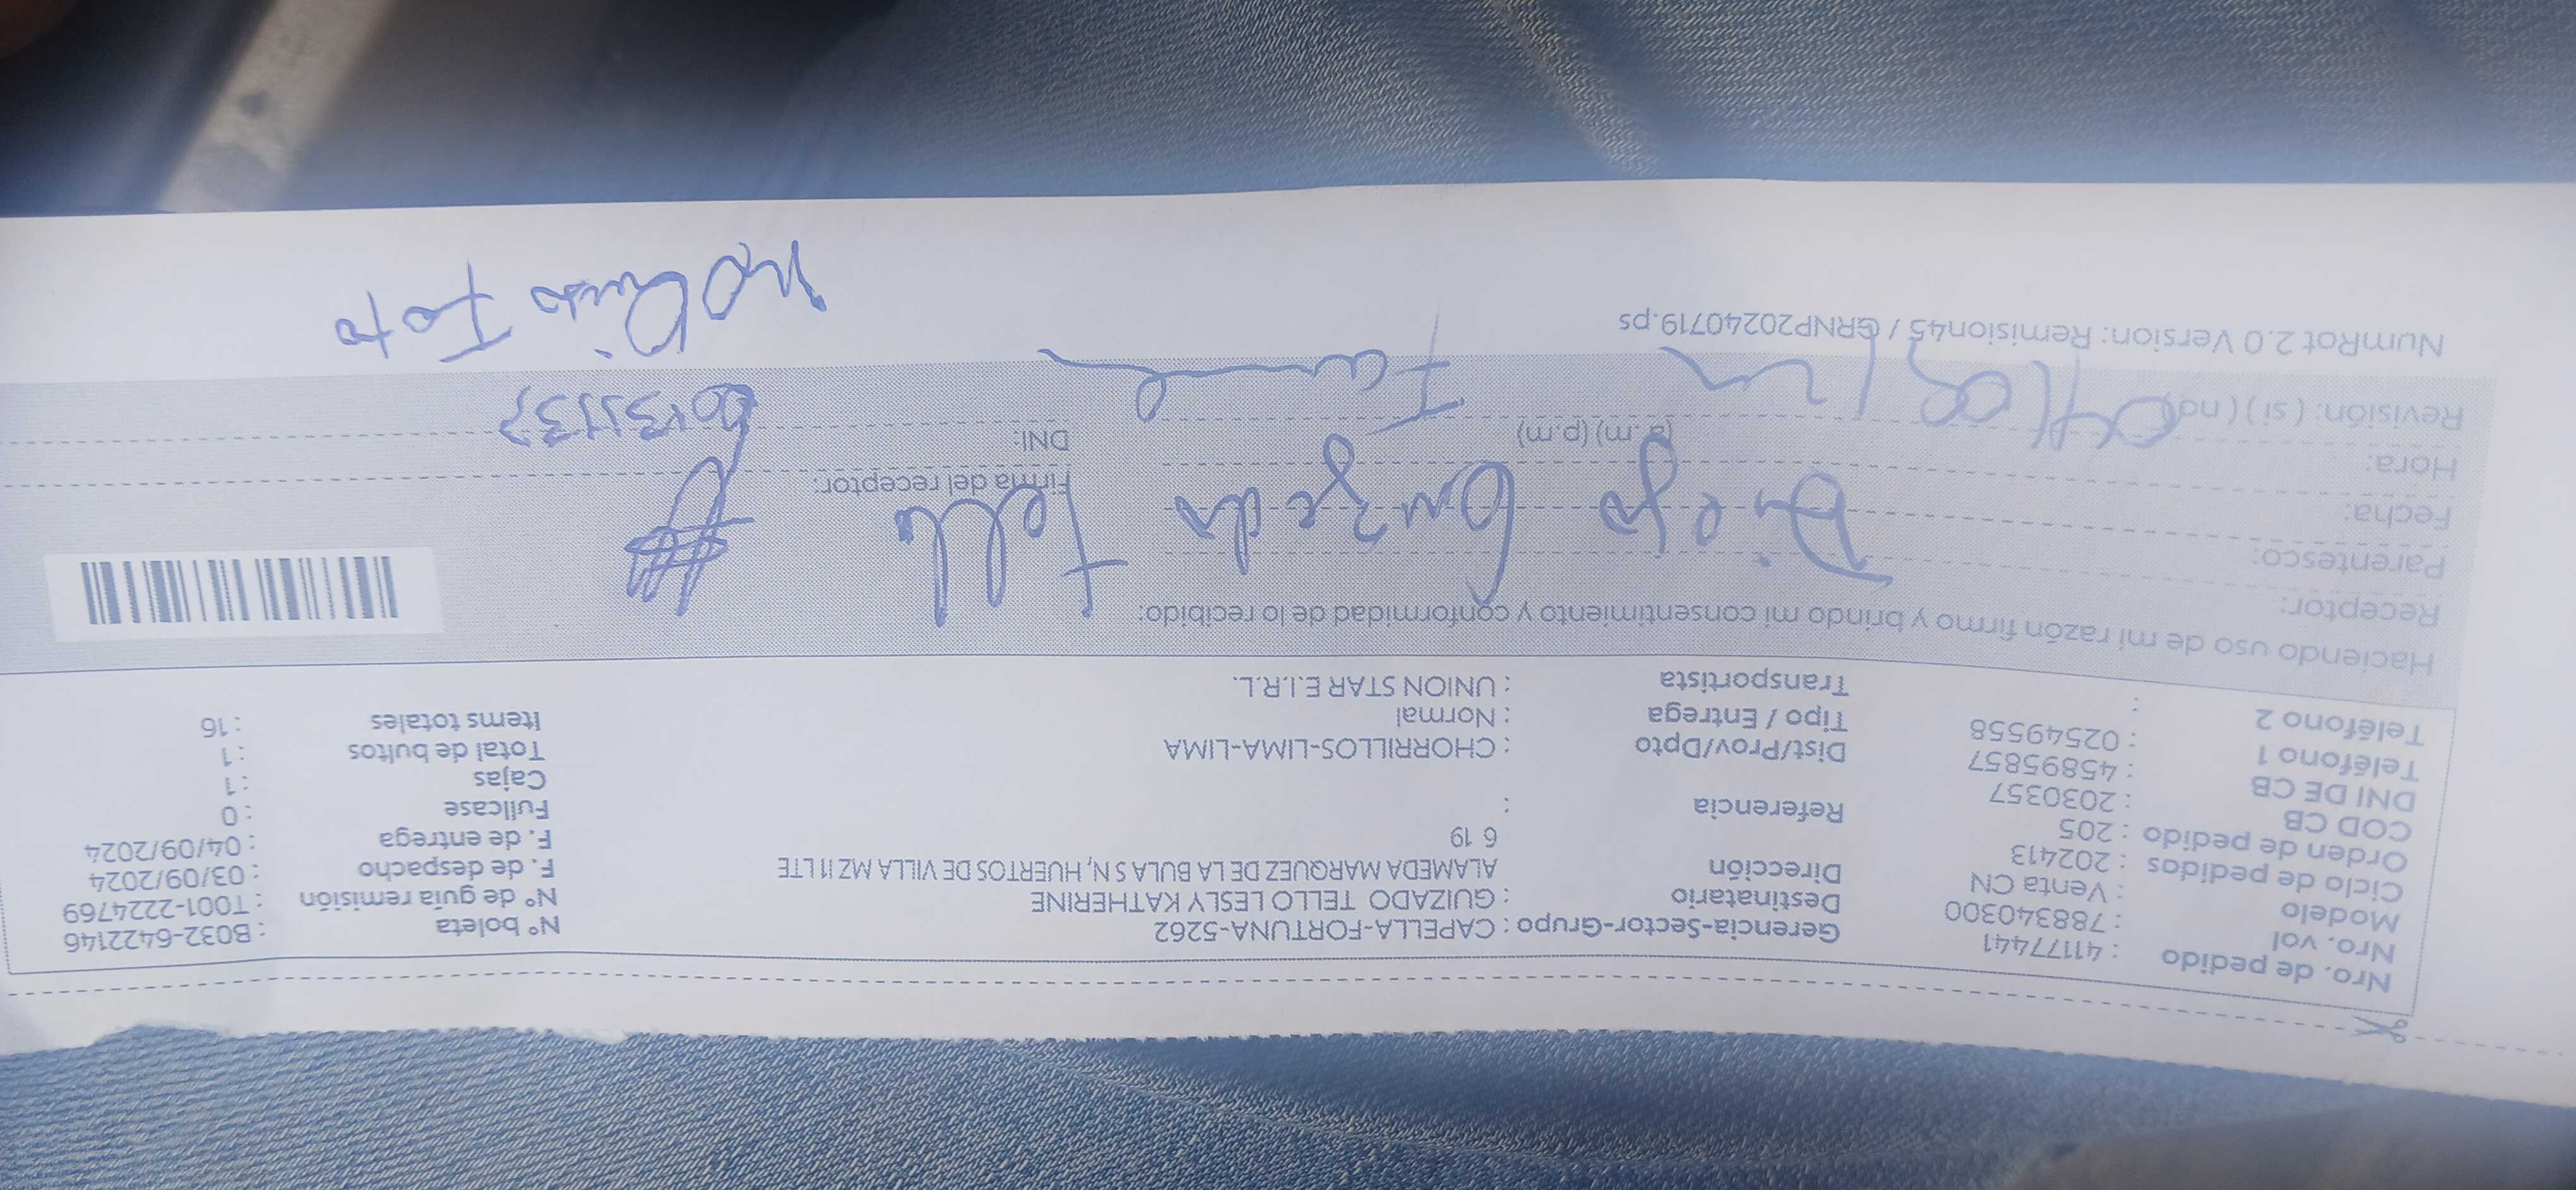 Nro. de pedido : 41177441
Nro. vol : 788340300
Modelo : Venta CN
Ciclo de pedidos : 202413
Orden de pedido : 205
COD CB : 2030357
DNI DE CB : 45895857
Teléfono 1 : 02549558
Teléfono 2 :
Gerencia-Sector-Grupo : CAPELLA-FORTUNA-5262
Destinatario : GUIZADO TELLO LESLY KATHERINE
Dirección ALAMEDA MARQUEZ DE LA BULA SN, HUERTOS DE VILLA MZ I1 LTE
6 19
Referencia :
Dist/Prov/Dpto : CHORRILLOS-LIMA-LIMA
Tipo / Entrega : Normal
Transportista : UNION STAR E.I.R.L.
N° boleta : B032-6422146
N° de guía remisión : T001-2224769
F. de despacho : 03/09/2024
F. de entrega : 04/09/2024
Fullcase : 0
Cajas : 1
Total de bultos : 1
Items totales : 16
Haciendo uso de mi razón firmo y brindo mi consentimiento y conformidad de lo recibido:
Receptor:
Parentesco: Diego Guizado Tello
Fecha:
Firma del receptor:
Hora: (a.m) (p.m)
DNI:
Revisión: ( si ) ( no )
NumRot 2.0 Version: Remision45 / GRNP20240719.ps
no Quiso Foto